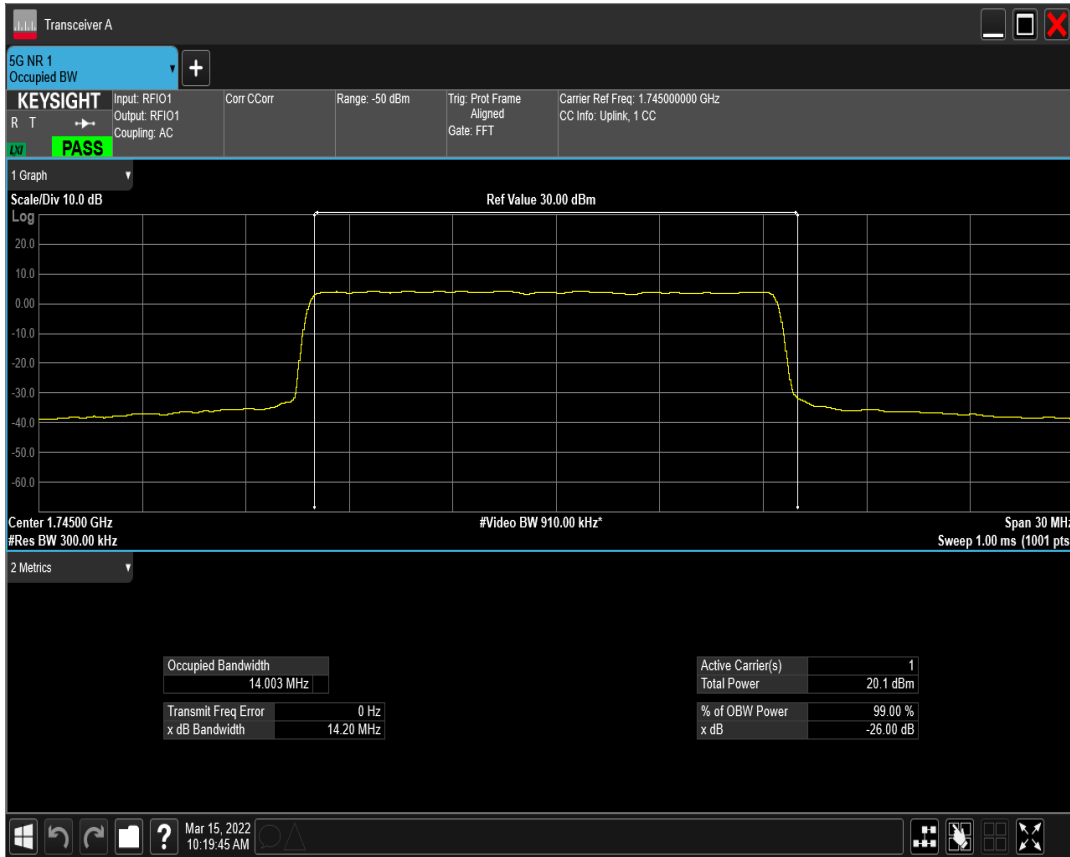 Transceiver A
5G NR 1
Occupied BW
+
KEYSIGHT
R T
LXI
PASS
Input: RFIO1
Output: RFIO1
Coupling: AC
Corr CCorr
Range: -50 dBm
Trig: Prot Frame
Aligned
Gate: FFT
Carrier Ref Freq: 1.745000000 GHz
CC Info: Uplink, 1 CC
1 Graph
Scale/Div 10.0 dB
Ref Value 30.00 dBm
Log
20.0
10.0
0.00
-10.0
-20.0
-30.0
-40.0
-50.0
-60.0
Center 1.74500 GHz
#Video BW 910.00 kHz*
Span 30 MHz
#Res BW 300.00 kHz
Sweep 1.00 ms (1001 pts
2 Metrics
Occupied Bandwidth
14.003 MHz
Transmit Freq Error 0 Hz
x dB Bandwidth 14.20 MHz
Active Carrier(s) 1
Total Power 20.1 dBm
% of OBW Power 99.00 %
x dB -26.00 dB
?
Mar 15, 2022
10:19:45 AM